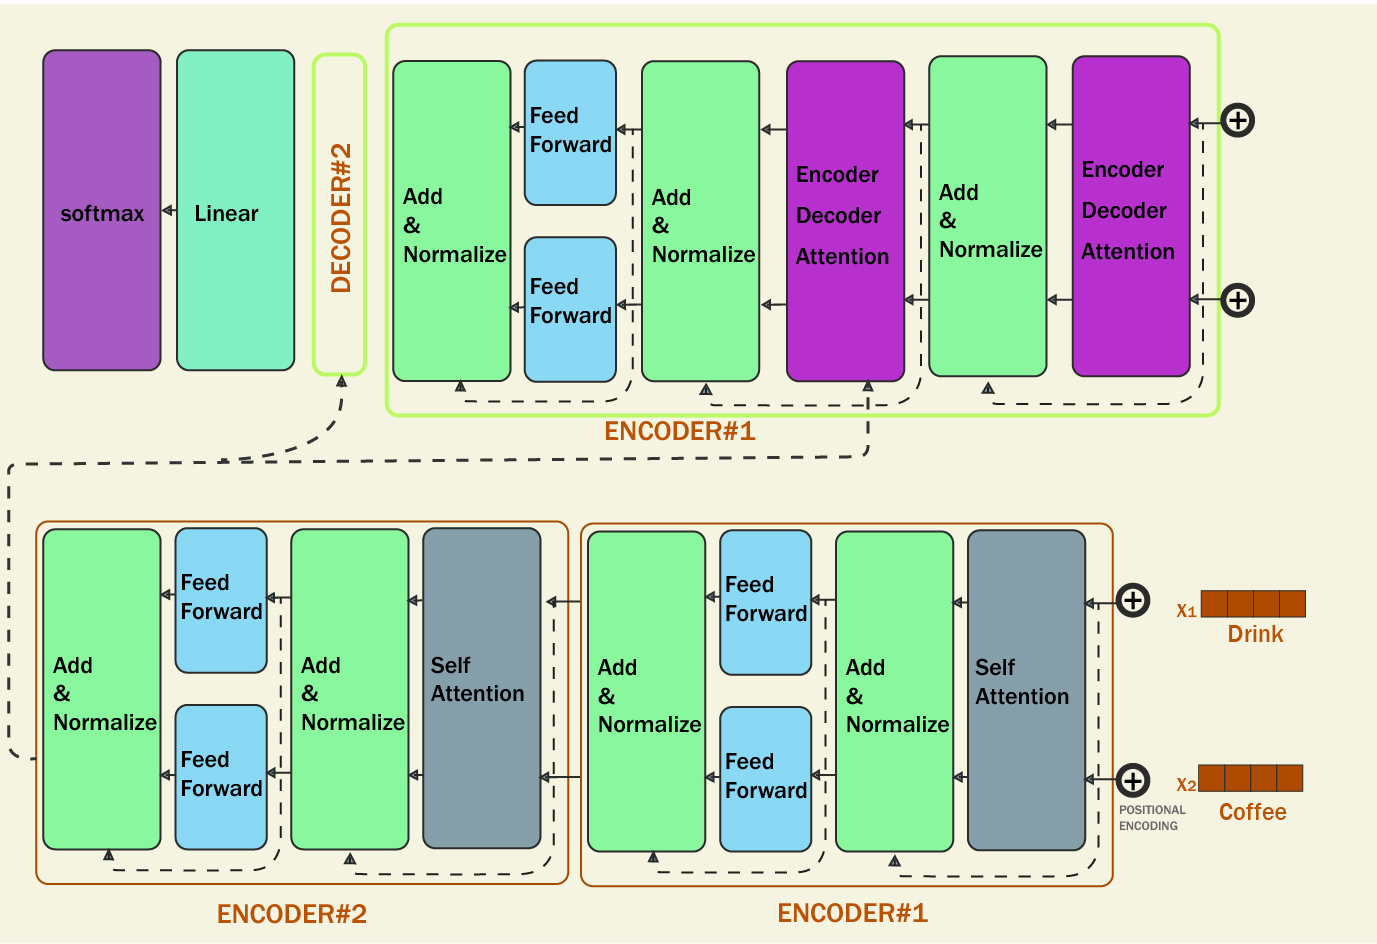 softmax
Linear
DECODER#2
Add
&
Normalize
Feed
Forward
Feed
Forward
Add
&
Normalize
Encoder
Decoder
Attention
Add
&
Normalize
Encoder
Decoder
Attention
ENCODER#1
Add
&
Normalize
Feed
Forward
Feed
Forward
Add
&
Normalize
Self
Attention
Add
&
Normalize
Feed
Forward
Feed
Forward
Add
&
Normalize
Self
Attention
X1
Drink
X2
Coffee
POSITIONAL
ENCODING
ENCODER#2
ENCODER#1